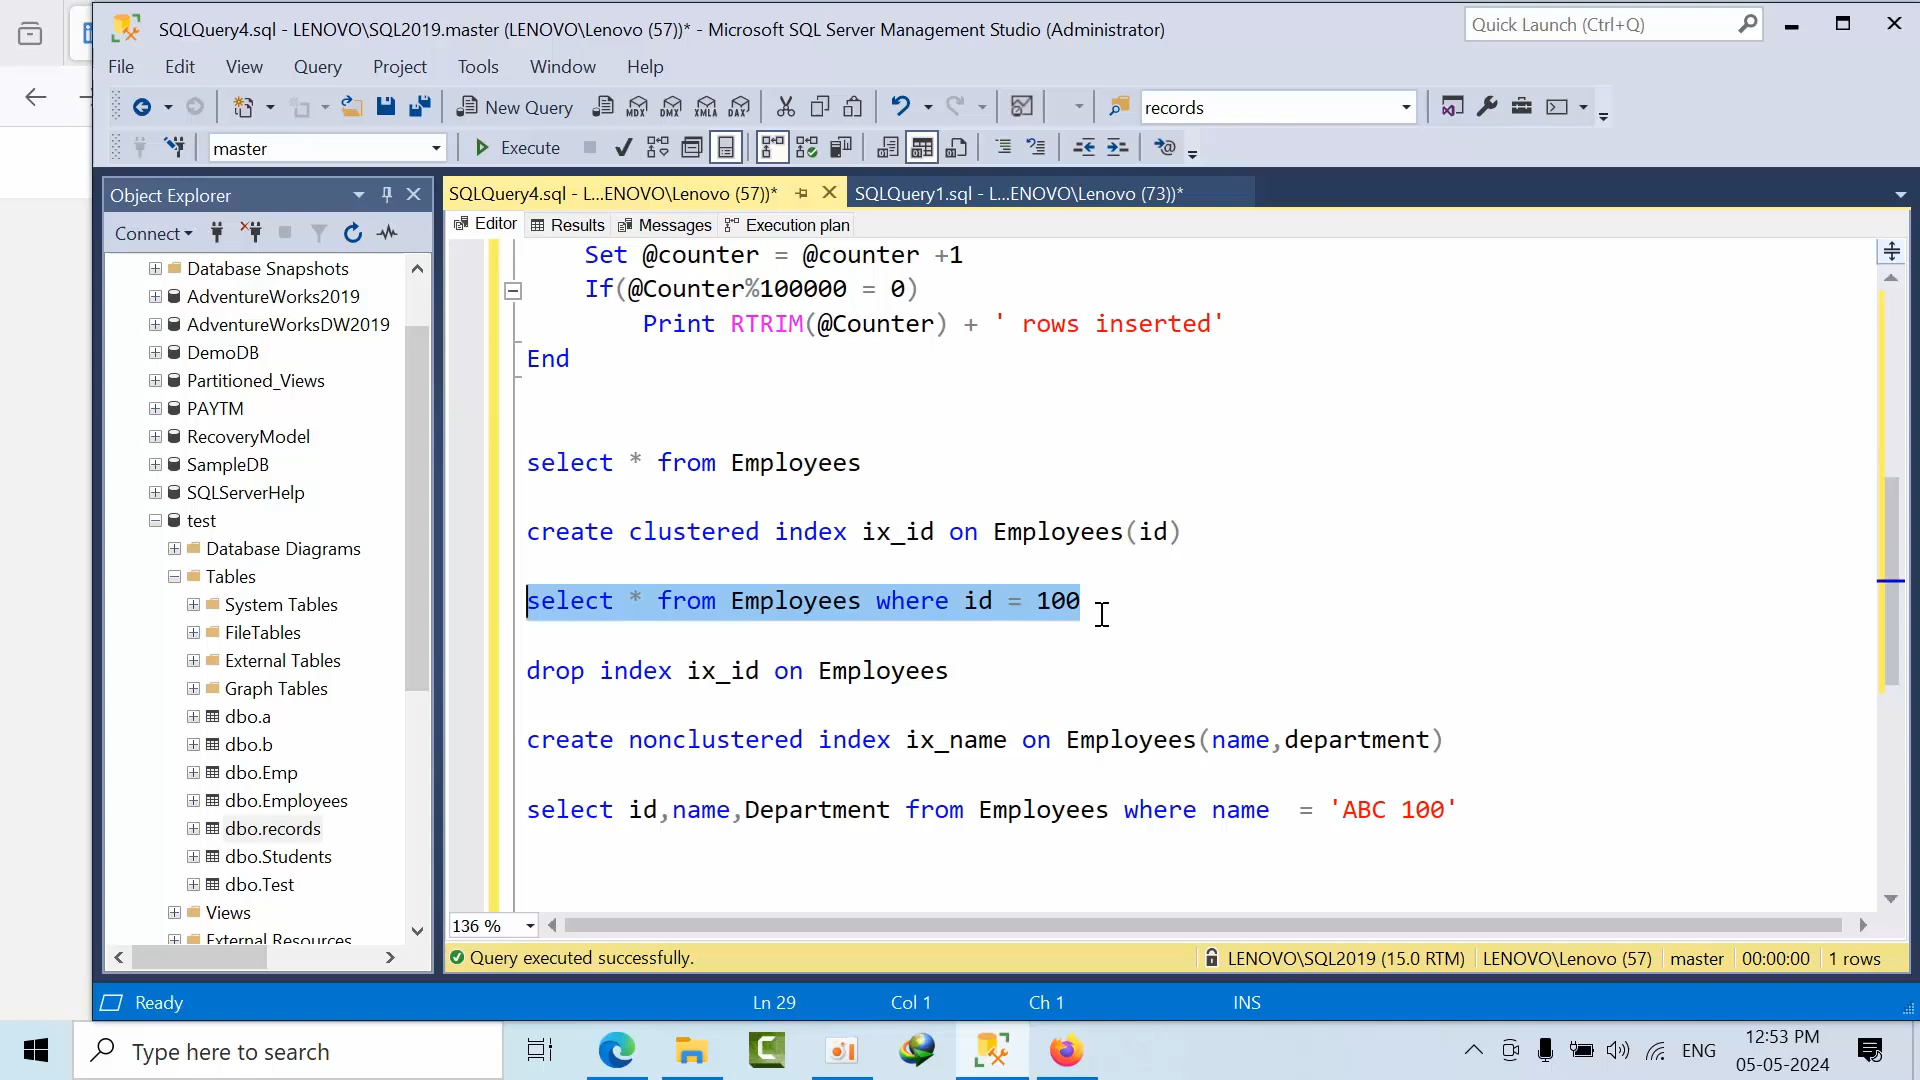 SQLQuery4.sql - LENOVO\SQL2019.master (LENOVO\Lenovo (57))* - Microsoft SQL Server Management Studio (Administrator)
Quick Launch (Ctrl+Q)
File Edit View Query Project Tools Window Help
New Query
MDX DMX XMLA DAX
records
master
Execute
Object Explorer
SQLQuery4.sql - L...ENOVO\Lenovo (57))*
SQLQuery1.sql - L...ENOVO\Lenovo (73))*
Connect
Editor Results Messages Execution plan
Database Snapshots
AdventureWorks2019
AdventureWorksDW2019
DemoDB
Partitioned_Views
PAYTM
RecoveryModel
SampleDB
SQLServerHelp
test
Database Diagrams
Tables
System Tables
FileTables
External Tables
Graph Tables
dbo.a
dbo.b
dbo.Emp
dbo.Employees
dbo.records
dbo.Students
dbo.Test
Views
External Resources
Set @counter = @counter +1
If(@Counter%100000 = 0)
Print RTRIM(@Counter) + ' rows inserted'
End
select * from Employees
create clustered index ix_id on Employees(id)
select * from Employees where id = 100
drop index ix_id on Employees
create nonclustered index ix_name on Employees(name,department)
select id,name,Department from Employees where name  = 'ABC 100'
136 %
Query executed successfully.
LENOVO\SQL2019 (15.0 RTM) LENOVO\Lenovo (57) master 00:00:00 1 rows
Ready
Ln 29 Col 1 Ch 1 INS
Type here to search
ENG
12:53 PM
05-05-2024